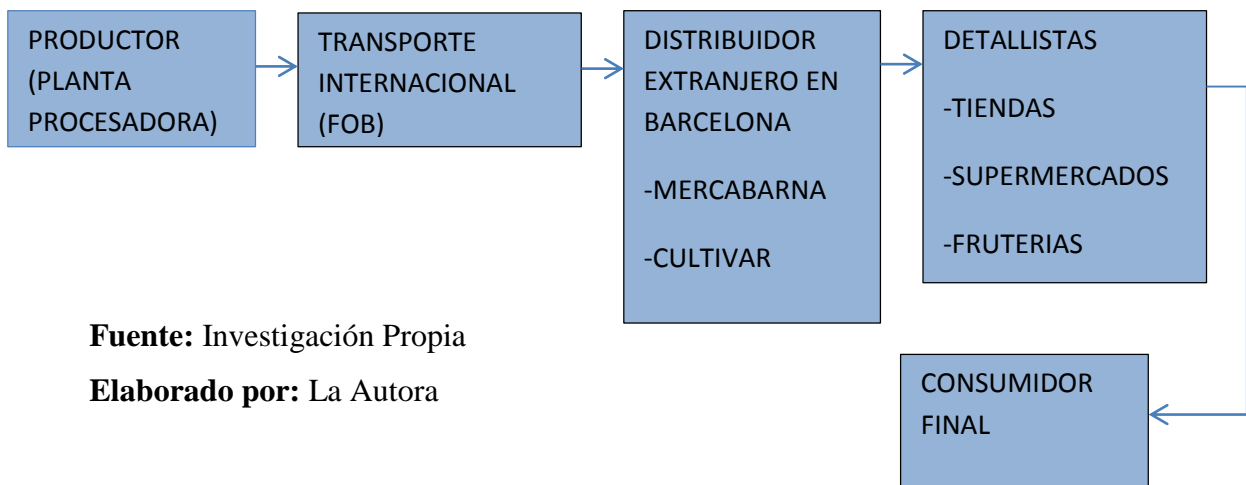 PRODUCTOR
(PLANTA
PROCESADORA)
TRANSPORTE
INTERNACIONAL
(FOB)
DISTRIBUIDOR
EXTRANJERO EN
BARCELONA
-MERCABARNA
-CULTIVAR
DETALLISTAS
-TIENDAS
-SUPERMERCADOS
-FRUTERIAS
Fuente: Investigación Propia
Elaborado por: La Autora
CONSUMIDOR
FINAL